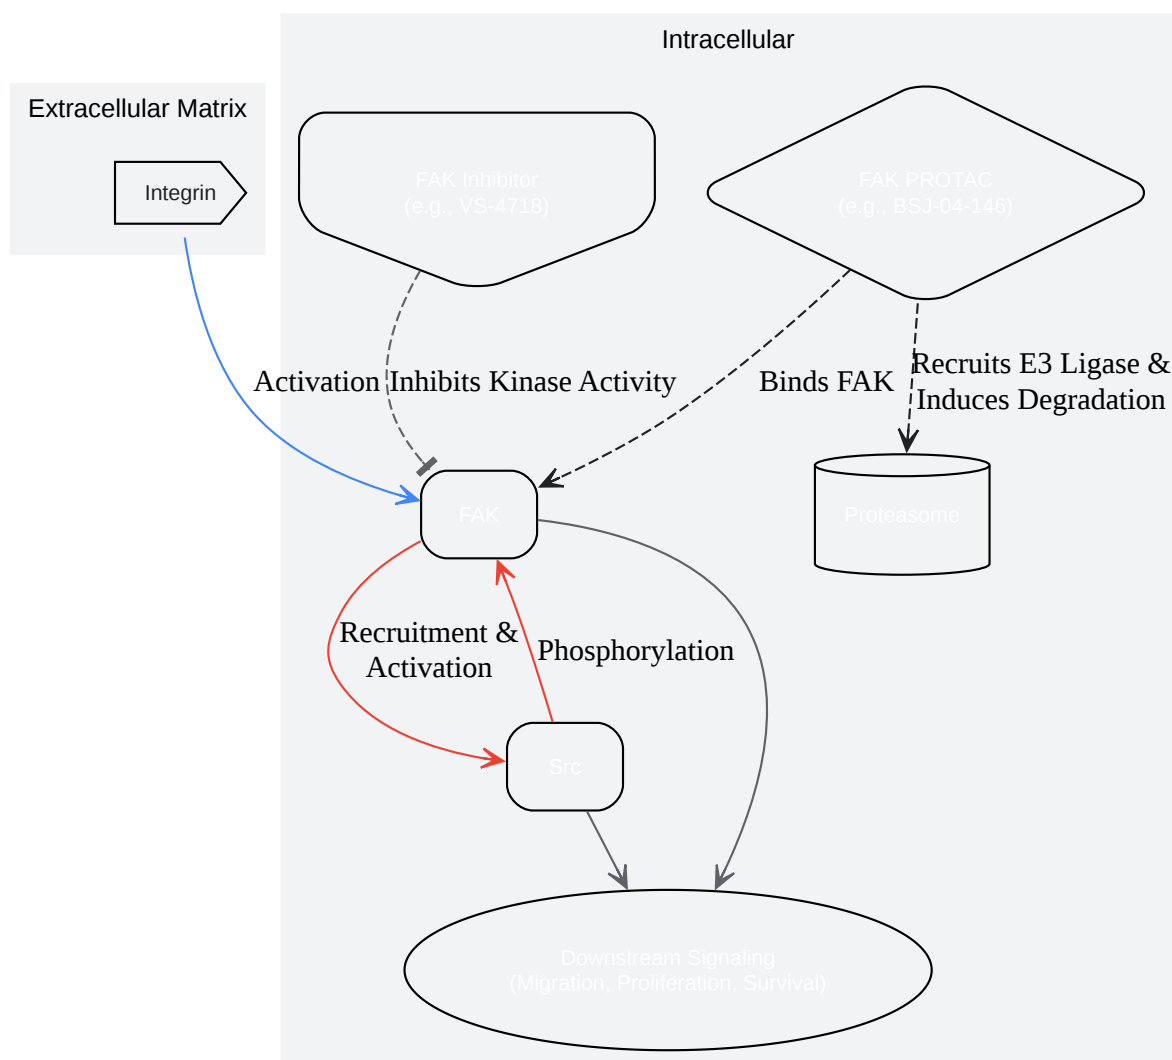 Intracellular
Extracellular Matrix
Integrin
FAK Inhibitor
(e.g., VS-4718)
FAK PROTAC
(e.g., BSJ-04-146)
Activation
Inhibits Kinase Activity
Binds FAK
Recruits E3 Ligase &
Induces Degradation
FAK
Proteasome
Recruitment &
Activation
Phosphorylation
Src
Downstream Signaling
(Migration, Proliferation, Survival)